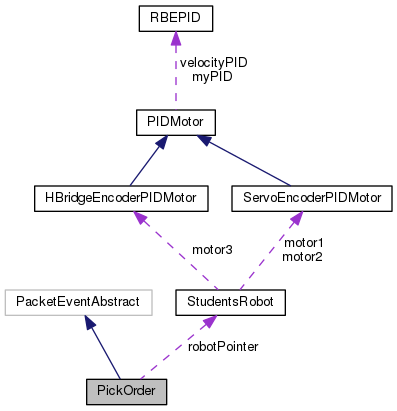 RBEPID
velocityPID
myPID
PIDMotor
HBridgeEncoderPIDMotor
ServoEncoderPIDMotor
motor3
motor1
motor2
PacketEventAbstract
StudentsRobot
robotPointer
PickOrder